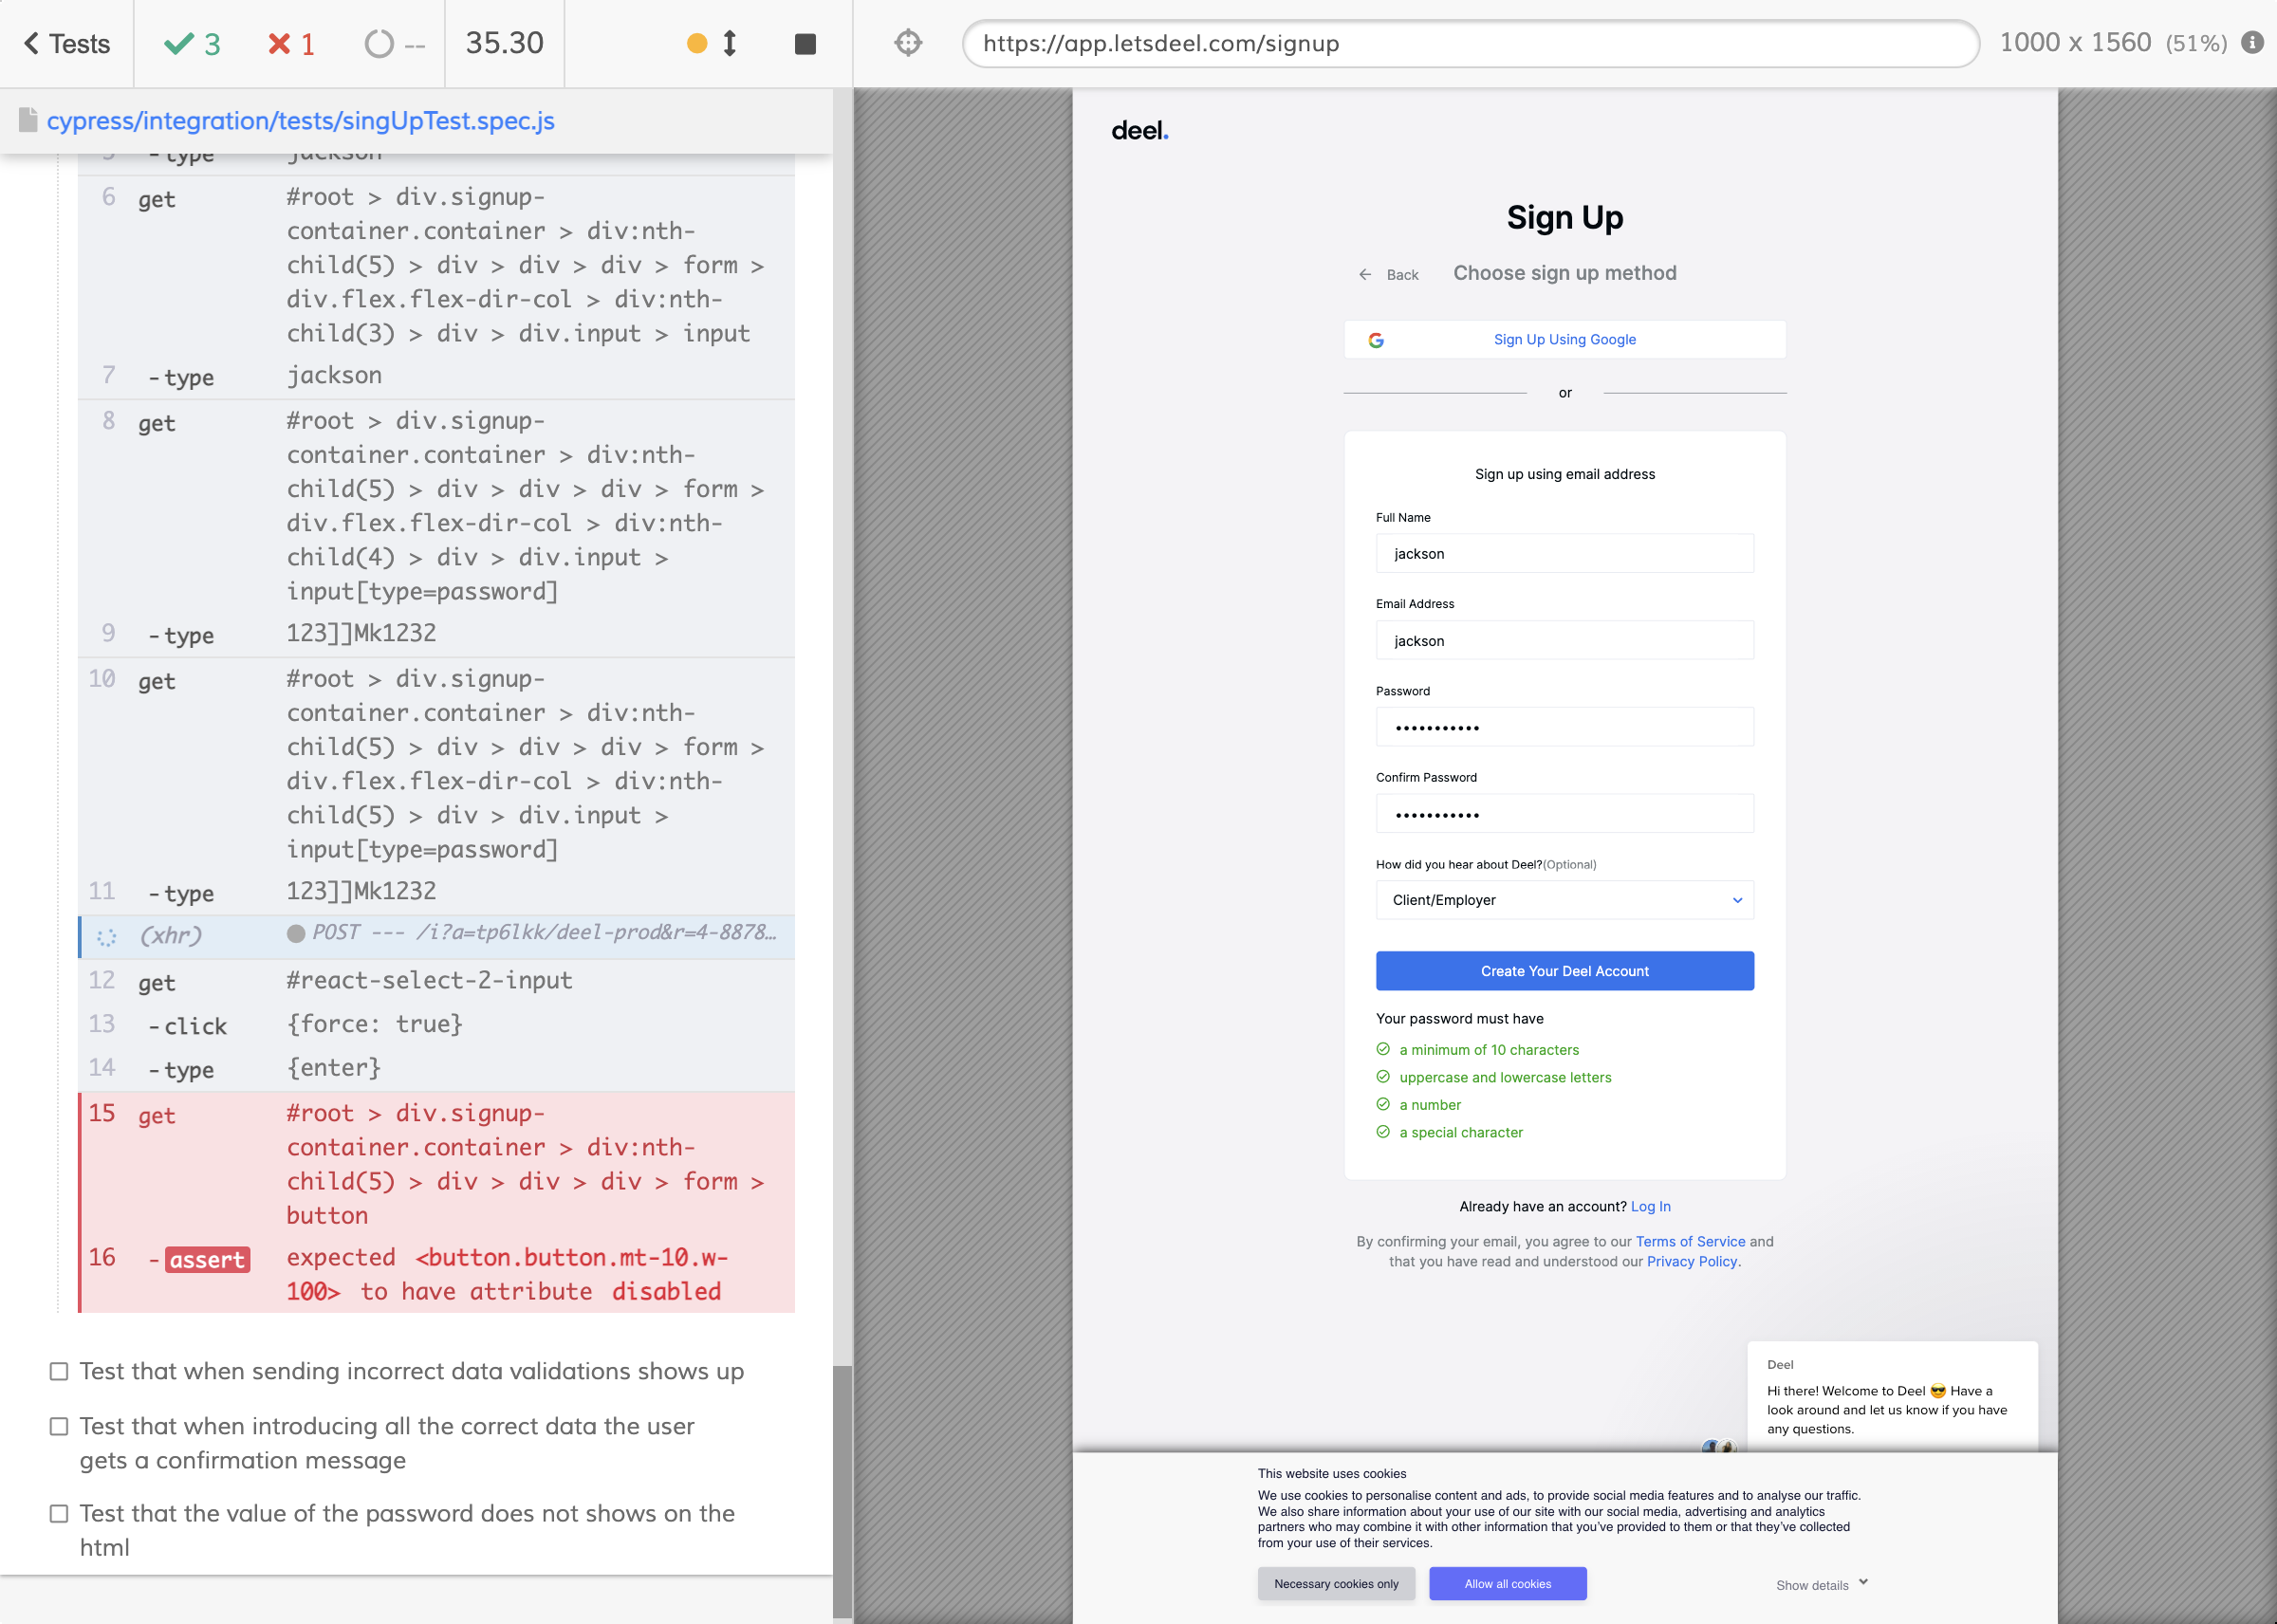 Tests
3
1
--
35.30
https://app.letsdeel.com/signup
1000 x 1560 (51%)
cypress/integration/tests/singUpTest.spec.js
5 -type jackson
6 get #root > div.signup-
container.container > div:nth-
child(5) > div > div > div > form >
div.flex.flex-dir-col > div:nth-
child(3) > div > div.input > input
7 -type jackson
8 get #root > div.signup-
container.container > div:nth-
child(5) > div > div > div > form >
div.flex.flex-dir-col > div:nth-
child(4) > div > div.input >
input[type=password]
9 -type 123]]Mk1232
10 get #root > div.signup-
container.container > div:nth-
child(5) > div > div > div > form >
div.flex.flex-dir-col > div:nth-
child(5) > div > div.input >
input[type=password]
11 -type 123]]Mk1232
(xhr) POST --- /i?a=tp6lkk/deel-prod&r=4-8878…
12 get #react-select-2-input
13 -click {force: true}
14 -type {enter}
15 get #root > div.signup-
container.container > div:nth-
child(5) > div > div > div > form >
button
16 -assert expected <button.button.mt-10.w-
100> to have attribute disabled
Test that when sending incorrect data validations shows up
Test that when introducing all the correct data the user
gets a confirmation message
Test that the value of the password does not shows on the
html
deel.
Sign Up
← Back Choose sign up method
Sign Up Using Google
or
Sign up using email address
Full Name
jackson
Email Address
jackson
Password
•••••••••••
Confirm Password
•••••••••••
How did you hear about Deel?(Optional)
Client/Employer
Create Your Deel Account
Your password must have
a minimum of 10 characters
uppercase and lowercase letters
a number
a special character
Already have an account? Log In
By confirming your email, you agree to our Terms of Service and
that you have read and understood our Privacy Policy.
Deel
Hi there! Welcome to Deel 😎 Have a
look around and let us know if you have
any questions.
This website uses cookies
We use cookies to personalise content and ads, to provide social media features and to analyse our traffic.
We also share information about your use of our site with our social media, advertising and analytics
partners who may combine it with other information that you've provided to them or that they've collected
from your use of their services.
Necessary cookies only
Allow all cookies
Show details